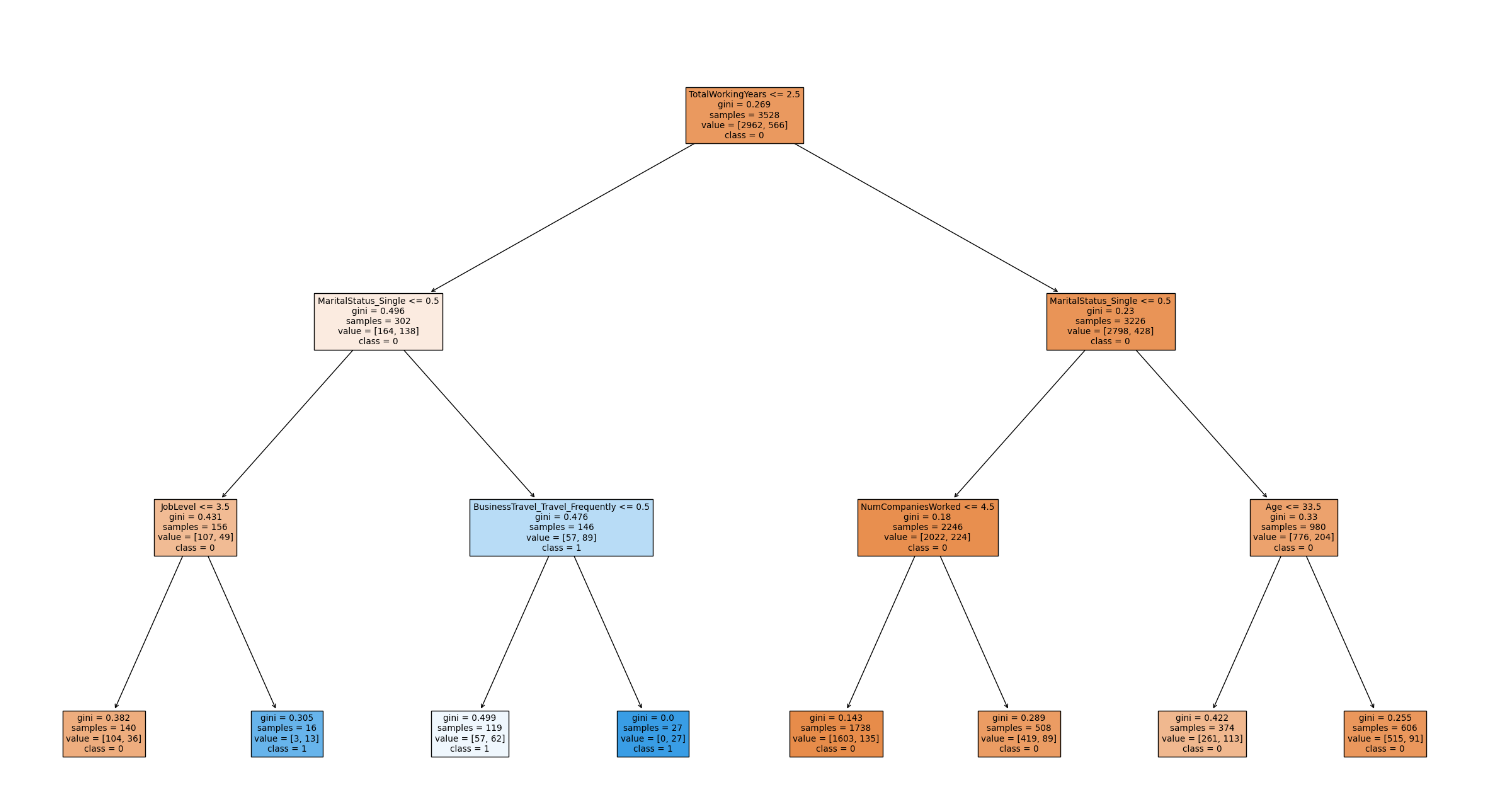 TotalWorkingYears <= 2.5
gini = 0.269
samples = 3528
value = [2962, 566]
class = 0
MaritalStatus_Single <= 0.5
gini = 0.496
samples = 302
value = [164, 138]
class = 0
MaritalStatus_Single <= 0.5
gini = 0.23
samples = 3226
value = [2798, 428]
class = 0
JobLevel <= 3.5
gini = 0.431
samples = 156
value = [107, 49]
class = 0
BusinessTravel_Travel_Frequently <= 0.5
gini = 0.476
samples = 146
value = [57, 89]
class = 1
NumCompaniesWorked <= 4.5
gini = 0.18
samples = 2246
value = [2022, 224]
class = 0
Age <= 33.5
gini = 0.33
samples = 980
value = [776, 204]
class = 0
gini = 0.382
samples = 140
value = [104, 36]
class = 0
gini = 0.305
samples = 16
value = [3, 13]
class = 1
gini = 0.499
samples = 119
value = [57, 62]
class = 1
gini = 0.0
samples = 27
value = [0, 27]
class = 1
gini = 0.143
samples = 1738
value = [1603, 135]
class = 0
gini = 0.289
samples = 508
value = [419, 89]
class = 0
gini = 0.422
samples = 374
value = [261, 113]
class = 0
gini = 0.255
samples = 606
value = [515, 91]
class = 0